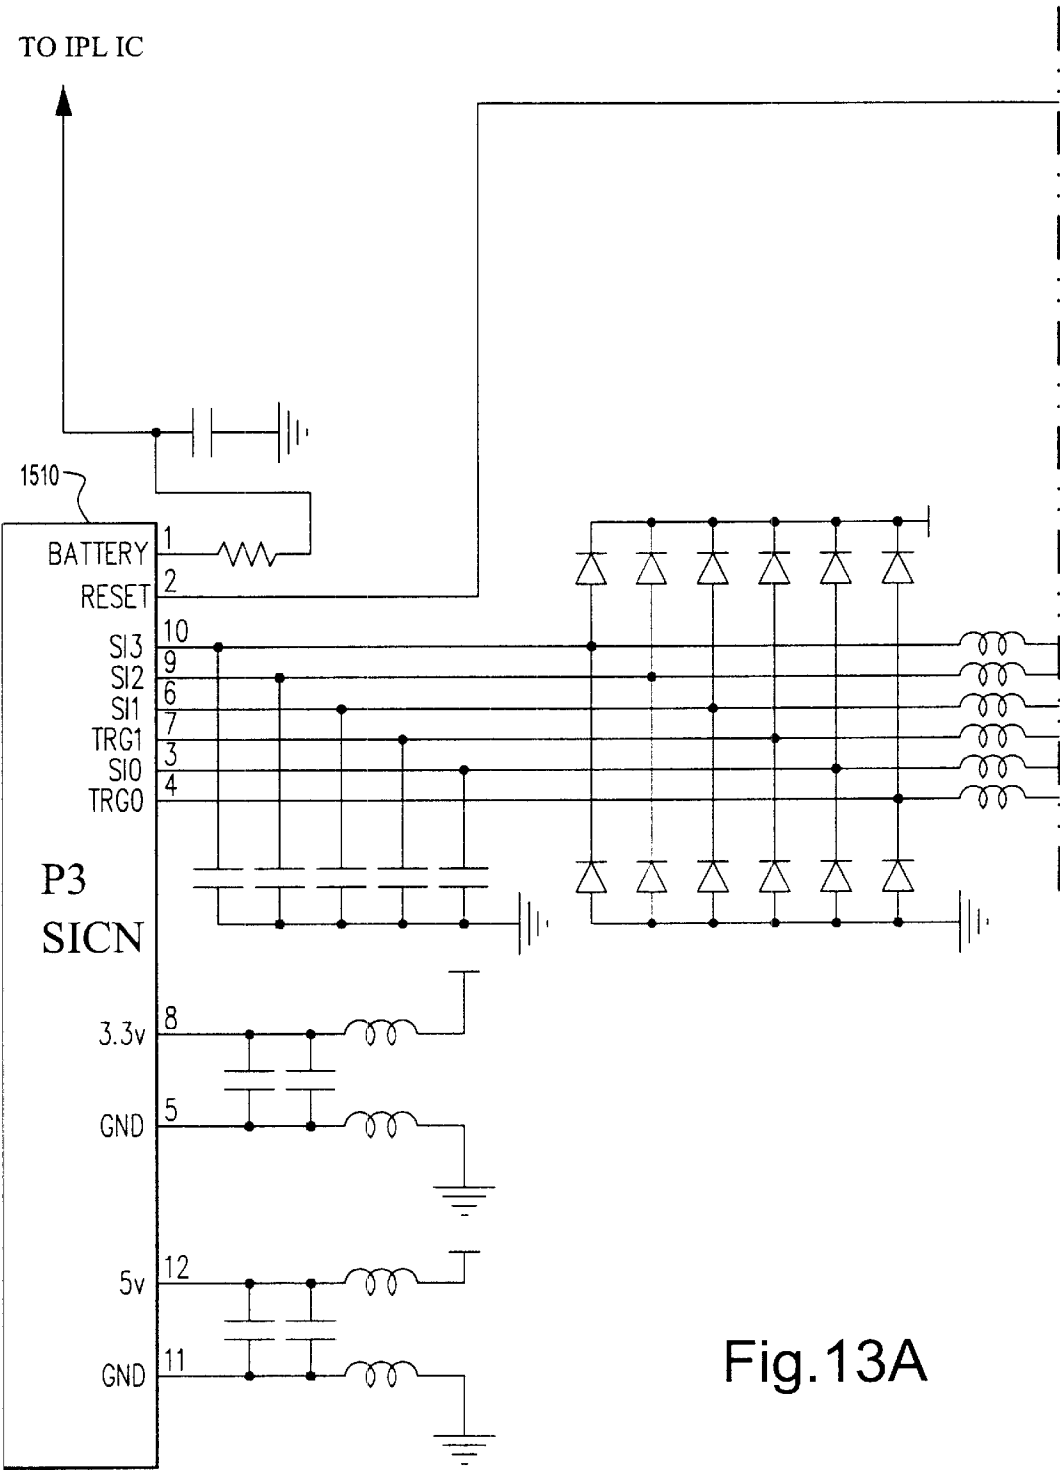 TO IPL IC
1510
BATTERY 1
RESET 2
SI3 10
SI2 9
SI1 6
TRG1 7
SI0 3
TRG0 4
P3
SICN
3.3v 8
GND 5
5v 12
GND 11
Fig.13A